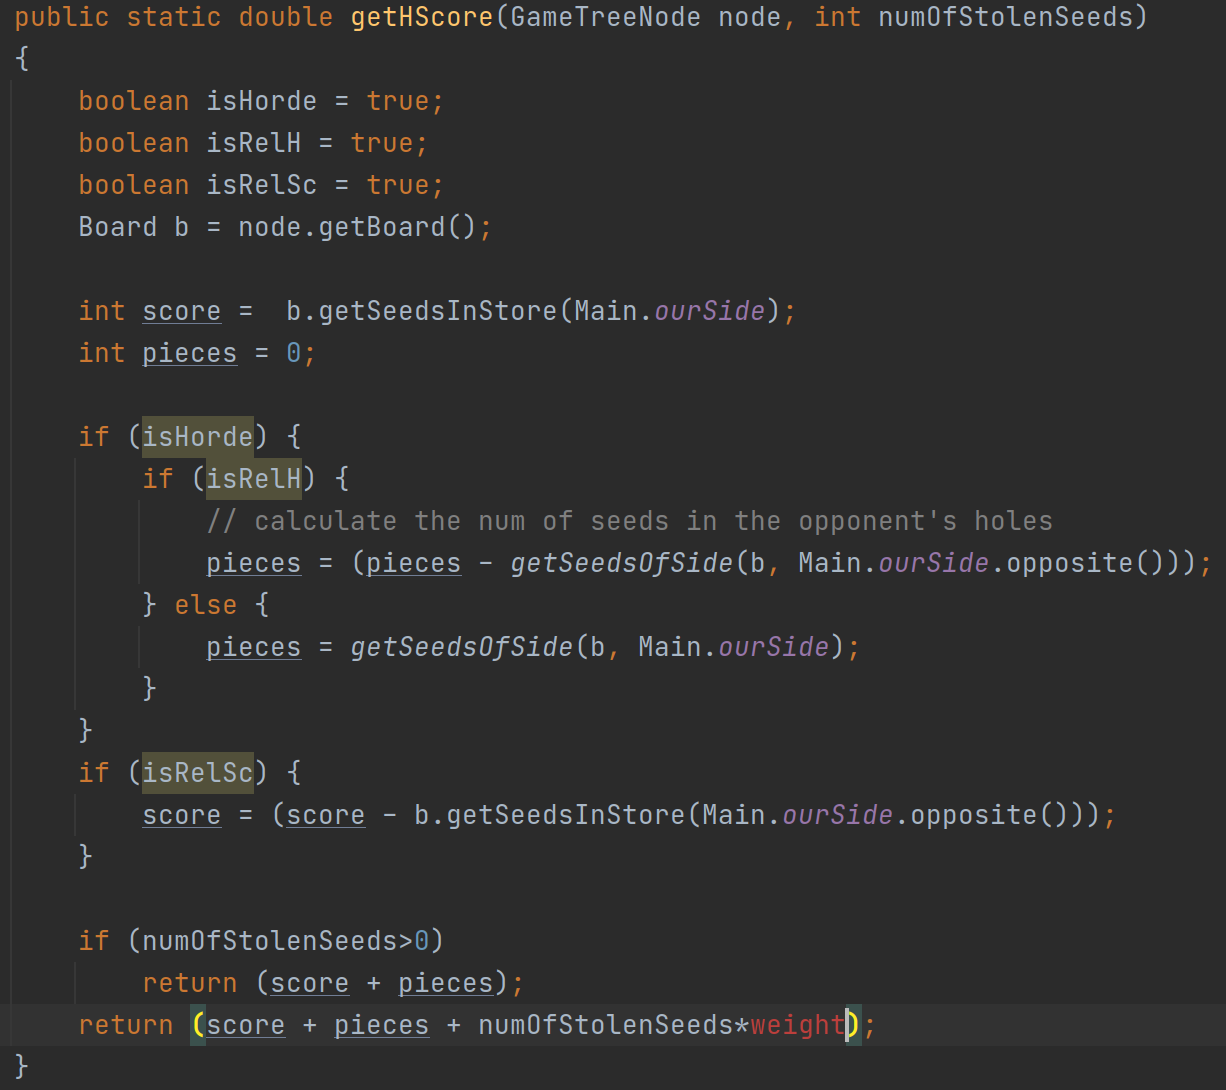 public static double getHScore(GameTreeNode node, int numOfStolenSeeds)
{
    boolean isHorde = true;
    boolean isRelH = true;
    boolean isRelSc = true;
    Board b = node.getBoard();

    int score =  b.getSeedsInStore(Main.ourSide);
    int pieces = 0;

    if (isHorde) {
        if (isRelH) {
            // calculate the num of seeds in the opponent's holes
            pieces = (pieces - getSeedsOfSide(b, Main.ourSide.opposite()));
        } else {
            pieces = getSeedsOfSide(b, Main.ourSide);
        }
    }
    if (isRelSc) {
        score = (score - b.getSeedsInStore(Main.ourSide.opposite()));
    }

    if (numOfStolenSeeds>0)
        return (score + pieces);
    return (score + pieces + numOfStolenSeeds*weight);
}